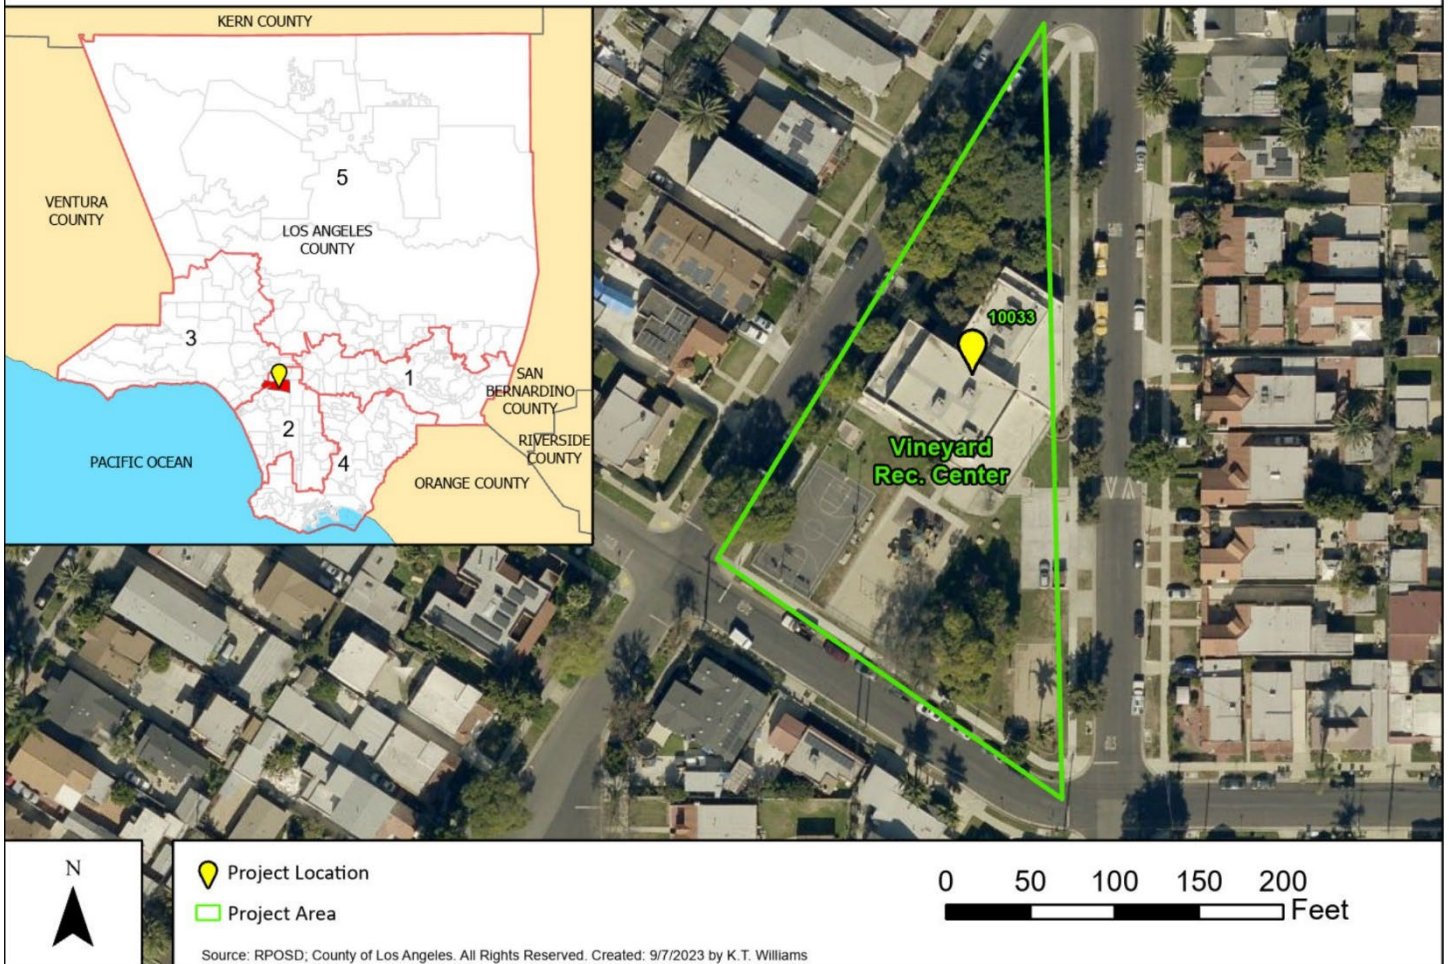 KERN COUNTY
VENTURA
COUNTY
5
LOS ANGELES
COUNTY
3
1
SAN
BERNARDINO
COUNTY
2
RIVERSIDE
COUNTY
4
PACIFIC OCEAN
ORANGE COUNTY
10033
Vineyard
Rec. Center
N
Project Location
Project Area
0 50 100 150 200
Feet
Source: RPOSD; County of Los Angeles. All Rights Reserved. Created: 9/7/2023 by K.T. Williams